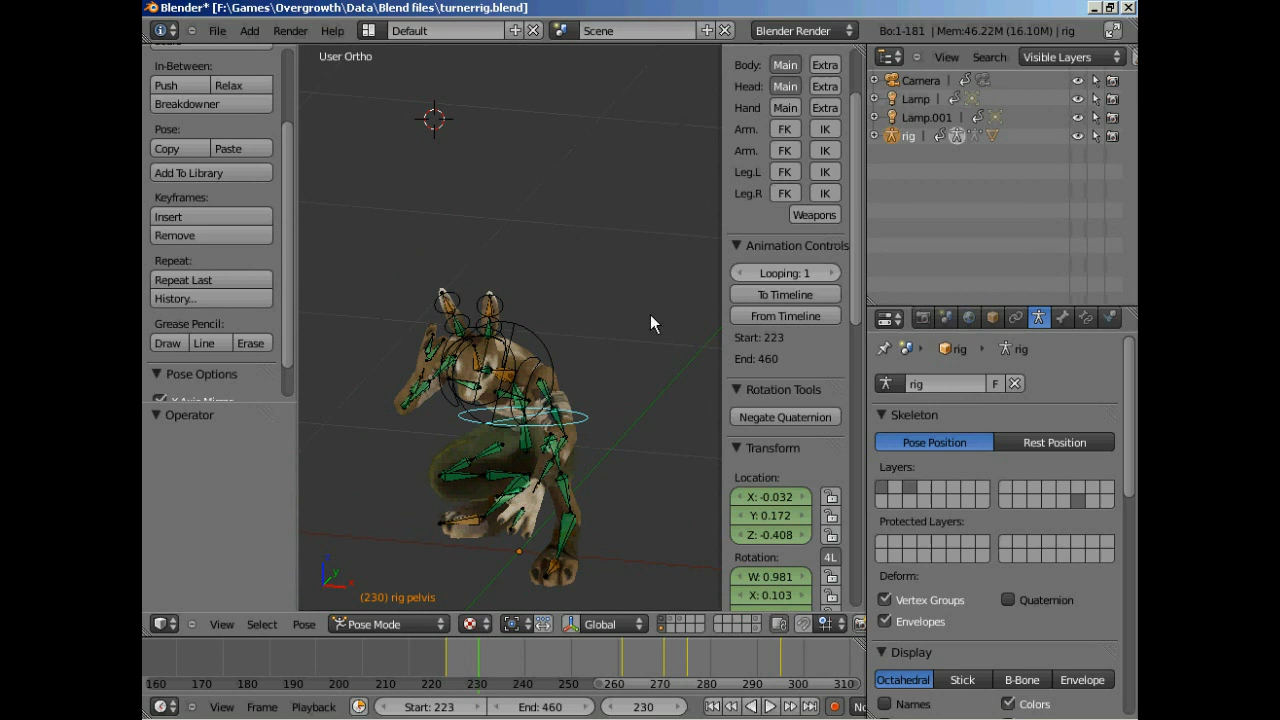 Blender* [F:\Games\Overgrowth\Data\Blend files\turnerrig.blend]
File Add Render Help Default Scene Blender Render Bo:1-181 | Mem:46.22M (16.10M) | rig
In-Between:
Push Relax
Breakdowner
Pose:
Copy Paste
Add To Library
Keyframes:
Insert
Remove
Repeat:
Repeat Last
History...
Grease Pencil:
Draw Line Erase
Pose Options
Operator
User Ortho
(230) rig pelvis
Body: Main Extra
Head: Main Extra
Hand Main Extra
Arm. FK IK
Arm. FK IK
Leg.L FK IK
Leg.R FK IK
Weapons
Animation Controls
Looping: 1
To Timeline
From Timeline
Start: 223
End: 460
Rotation Tools
Negate Quaternion
Transform
Location:
X: -0.032
Y: 0.172
Z: -0.408
Rotation: 4L
W: 0.981
X: 0.103
View Search: Visible Layers
Camera
Lamp
Lamp.001
rig
rig rig
rig F
Skeleton
Pose Position Rest Position
Layers:
Protected Layers:
Deform:
Vertex Groups Quaternion
Envelopes
Display
Octahedral Stick B-Bone Envelope
Names Colors
View Select Pose Pose Mode Global
160 170 180 190 200 210 220 230 240 250 260 270 280 290 300 310
View Frame Playback Start: 223 End: 460 230 No